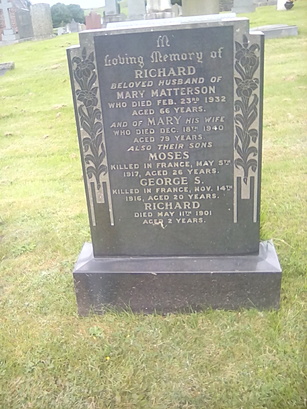 In
Loving Memory of
RICHARD
BELOVED HUSBAND OF
MARY MATTERSON
WHO DIED FEB. 23RD 1932
AGED 66 YEARS.
AND OF MARY HIS WIFE
WHO DIED DEC. 18TH 1940
AGED 79 YEARS
ALSO THEIR SONS
MOSES
KILLED IN FRANCE, MAY 5TH
1917, AGED 26 YEARS.
GEORGE S.
KILLED IN FRANCE, NOV. 14TH
1916, AGED 20 YEARS.
RICHARD
DIED MAY 11TH 1901
AGED 2 YEARS.